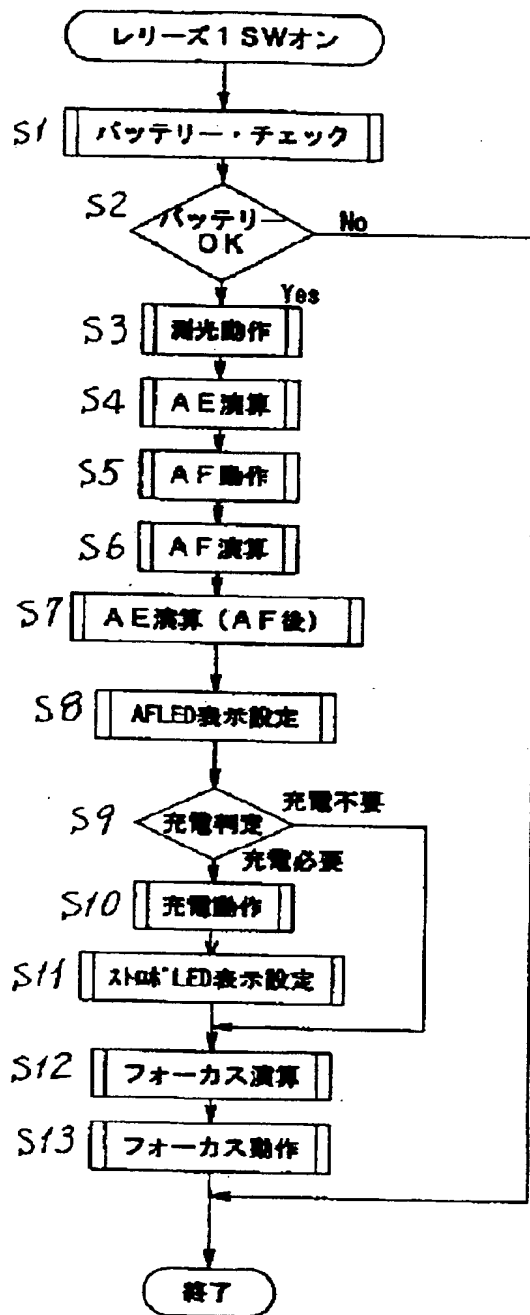 レリーズ1 SWオン
S1 バッテリー・チェック
S2 バッテリー
OK
No
Yes
S3 測光動作
S4 AE演算
S5 AF動作
S6 AF演算
S7 AE演算（AF後）
S8 AFLED表示設定
S9 充電判定
充電不要
充電必要
S10 充電動作
S11 ｽﾄﾛﾎﾞLED表示設定
S12 フォーカス演算
S13 フォーカス動作
終了